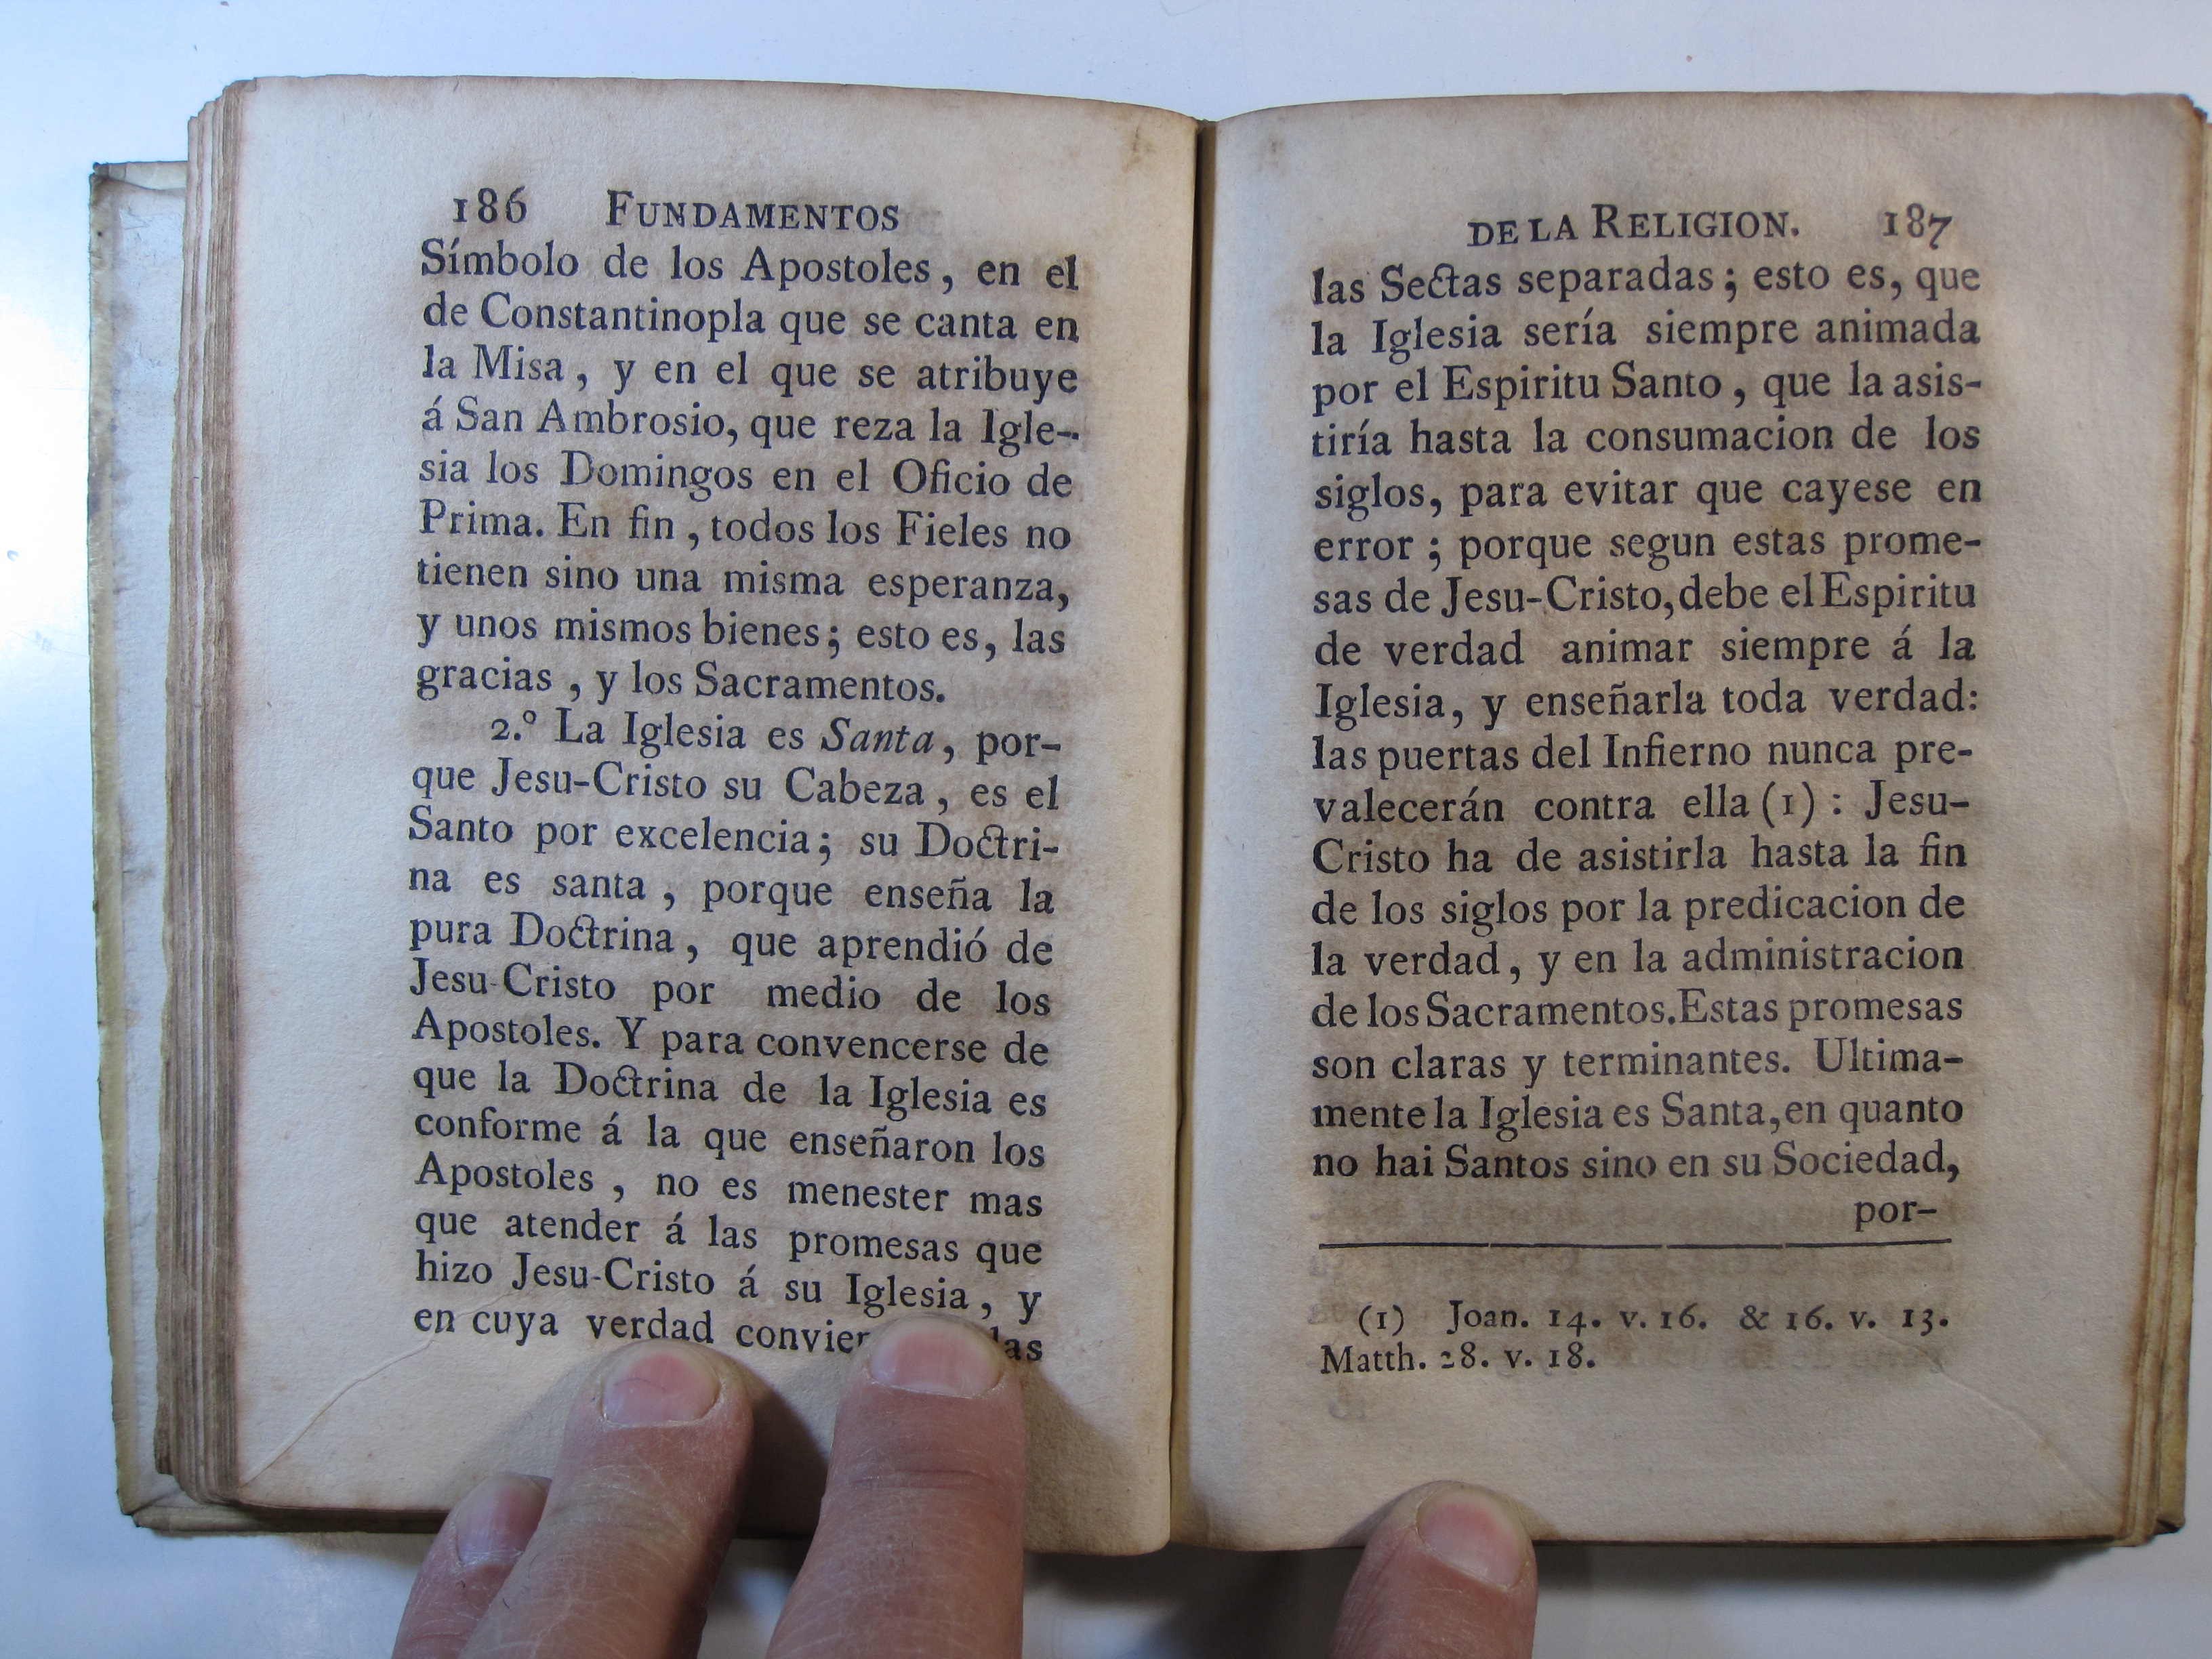 186 FUNDAMENTOS
Símbolo de los Apostoles, en el
de Constantinopla que se canta en
la Misa, y en el que se atribuye
á San Ambrosio, que reza la Igle-
sia los Domingos en el Oficio de
Prima. En fin, todos los Fieles no
tienen sino una misma esperanza,
y unos mismos bienes; esto es, las
gracias, y los Sacramentos.
2.º La Iglesia es Santa, por-
que Jesu-Cristo su Cabeza, es el
Santo por excelencia; su Doctri-
na es santa, porque enseña la
pura Doctrina, que aprendió de
Jesu-Cristo por medio de los
Apostoles. Y para convencerse de
que la Doctrina de la Iglesia es
conforme á la que enseñaron los
Apostoles, no es menester mas
que atender á las promesas que
hizo Jesu-Cristo á su Iglesia, y
en cuya verdad
DE LA RELIGION. 187
las Sectas separadas; esto es, que
la Iglesia sería siempre animada
por el Espiritu Santo, que la asis-
tiría hasta la consumacion de los
siglos, para evitar que cayese en
error; porque segun estas prome-
sas de Jesu-Cristo, debe el Espiritu
de verdad animar siempre á la
Iglesia, y enseñarla toda verdad:
las puertas del Infierno nunca pre-
valecerán contra ella (1): Jesu-
Cristo ha de asistirla hasta la fin
de los siglos por la predicacion de
la verdad, y en la administracion
de los Sacramentos. Estas promesas
son claras y terminantes. Ultima-
mente la Iglesia es Santa, en quanto
no hai Santos sino en su Sociedad,
por-
(1) Joan. 14. v. 16. & 16. v. 13.
Matth. 28. v. 18.